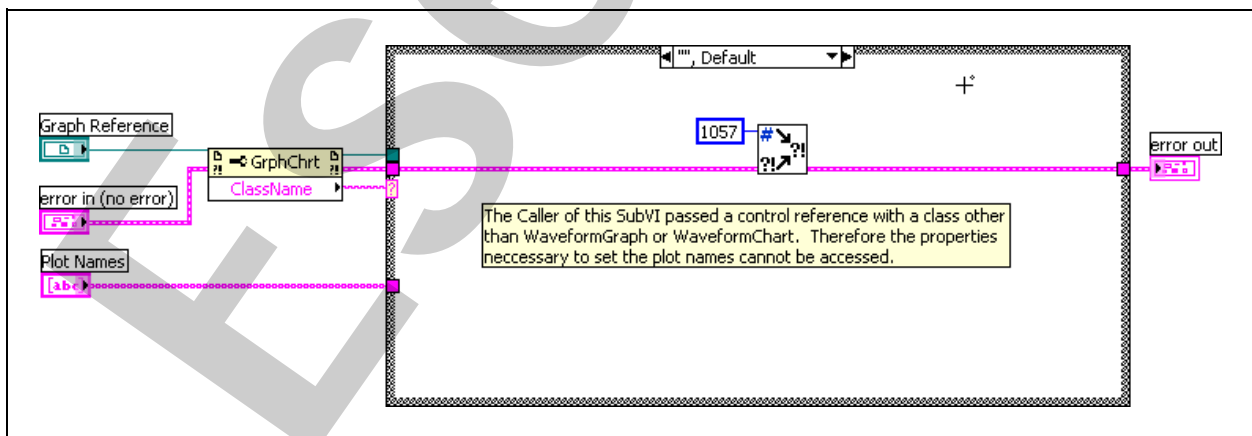 "", Default
Graph Reference
GrphChrt
ClassName
error in (no error)
Plot Names
[abc]
1057
#
?!
?!
error out
The Caller of this SubVI passed a control reference with a class other
than WaveformGraph or WaveformChart. Therefore the properties
neccessary to set the plot names cannot be accessed.
?